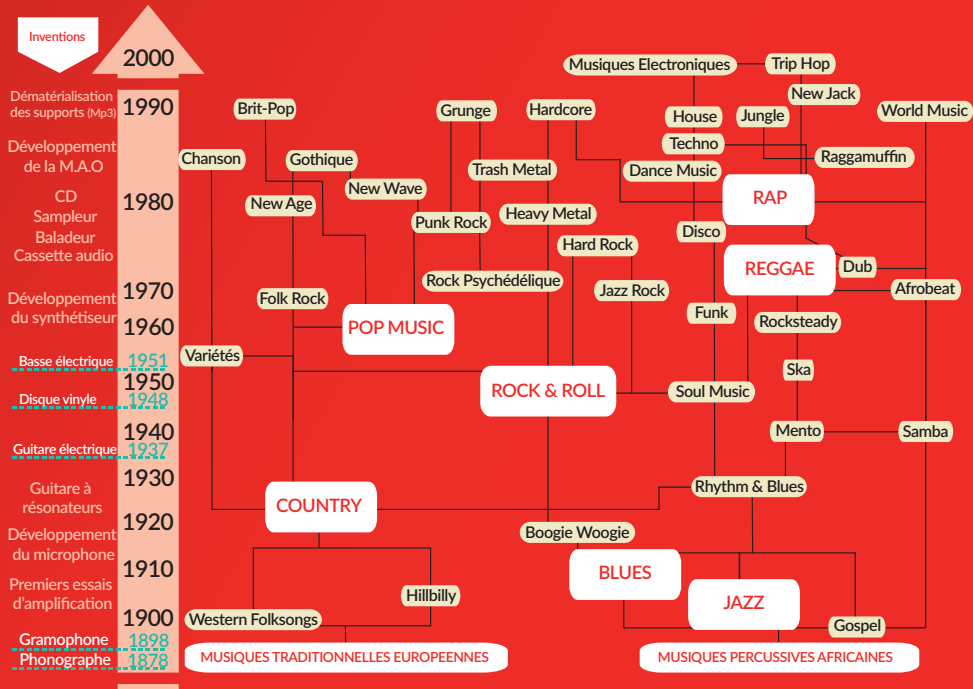 Inventions
2000
Dématérialisation
des supports (Mp3)
1990
Développement
de la M.A.O
CD
Sampleur
Baladeur
Cassette audio
1980
Développement
du synthétiseur
1970
1960
Basse électrique 1951
1950
Disque vinyle 1948
1940
Guitare électrique 1937
1930
Guitare à
résonateurs
1920
Développement
du microphone
1910
Premiers essais
d'amplification
1900
Gramophone 1898
Phonographe 1878
Musiques Electroniques
Trip Hop
New Jack
Brit-Pop
Grunge
Hardcore
House
Jungle
World Music
Techno
Chanson
Gothique
Trash Metal
Dance Music
Raggamuffin
New Wave
New Age
RAP
Punk Rock
Heavy Metal
Disco
Hard Rock
REGGAE
Dub
Rock Psychédélique
Jazz Rock
Afrobeat
Folk Rock
POP MUSIC
Funk
Rocksteady
Variétés
Ska
ROCK & ROLL
Soul Music
Mento
Samba
COUNTRY
Rhythm & Blues
Boogie Woogie
BLUES
JAZZ
Hillbilly
Western Folksongs
Gospel
MUSIQUES TRADITIONNELLES EUROPEENNES
MUSIQUES PERCUSSIVES AFRICAINES